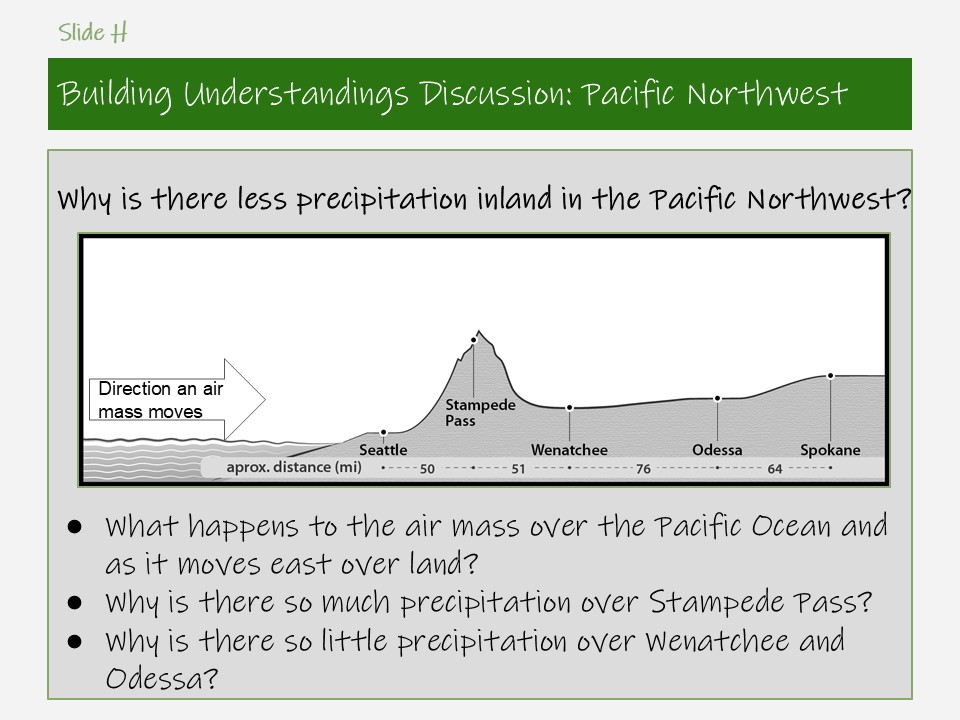 Slide H
Building Understandings Discussion: Pacific Northwest
Why is there less precipitation inland in the Pacific Northwest?
Direction an air
mass moves
Stampede
Pass
Seattle
Wenatchee
Odessa
Spokane
aprox. distance (mi)
50
51
76
64
● What happens to the air mass over the Pacific Ocean and
as it moves east over land?
● Why is there so much precipitation over Stampede Pass?
● Why is there so little precipitation over Wenatchee and
Odessa?